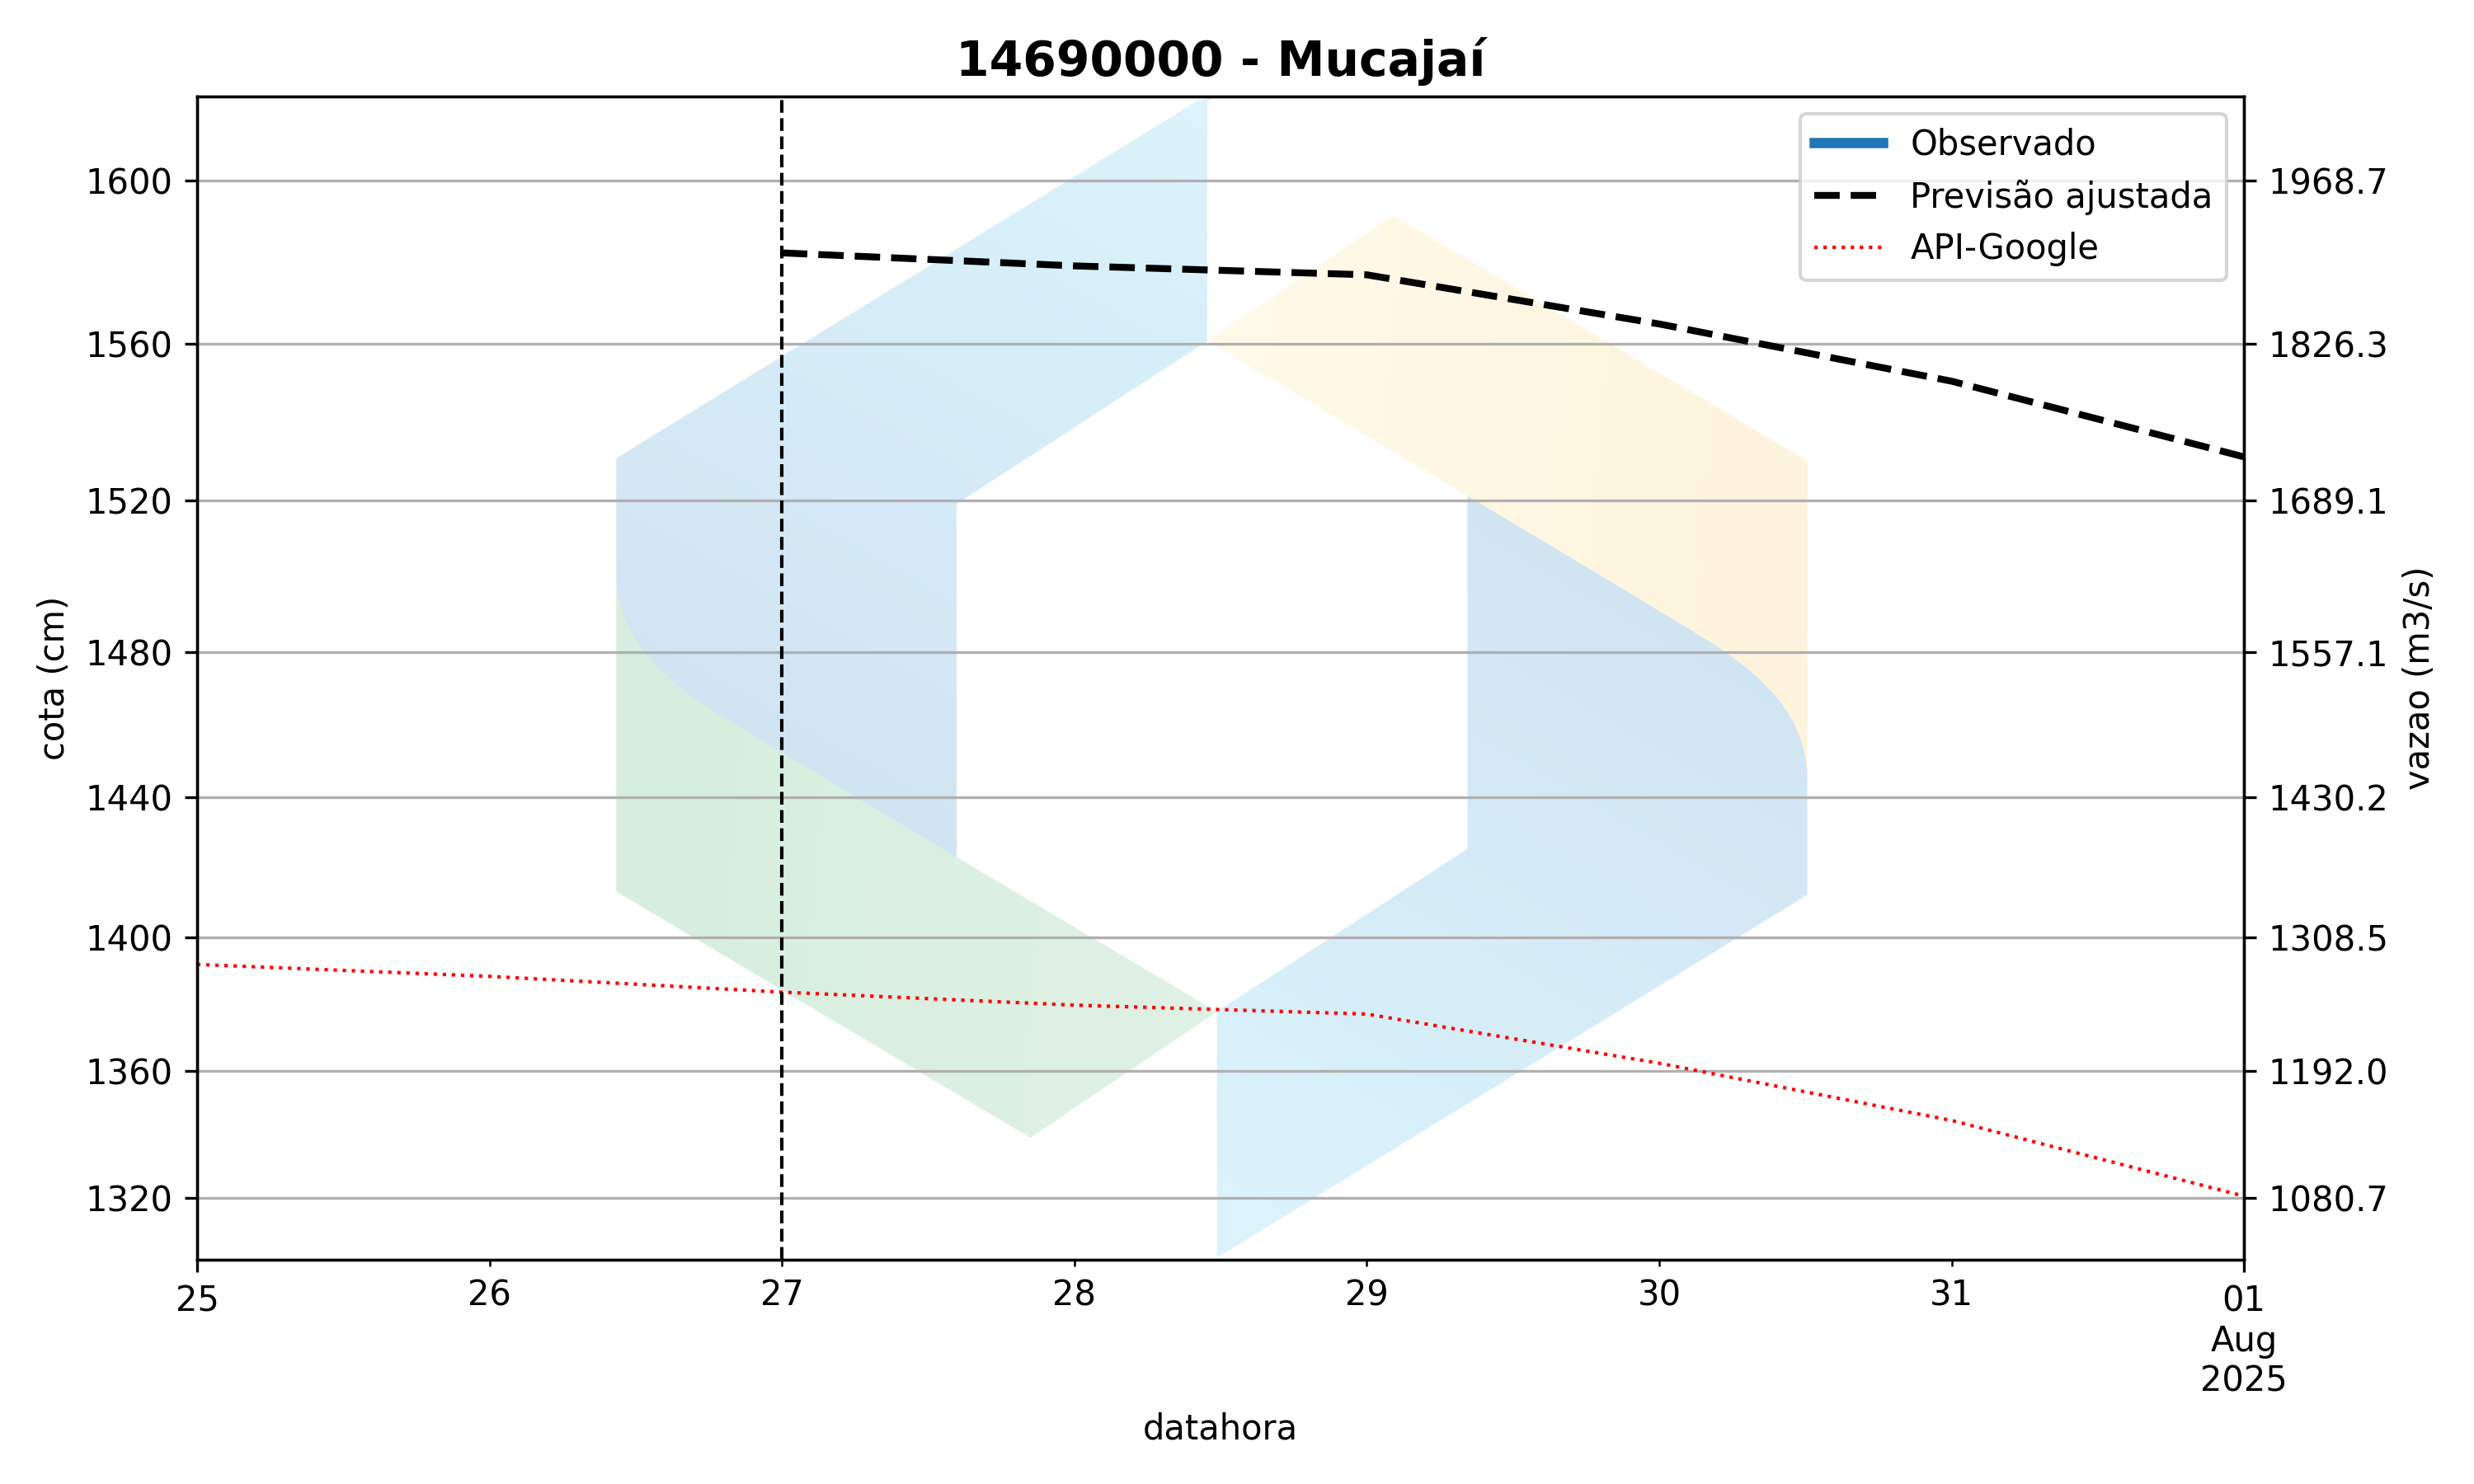 14690000 - Mucajaí
Observado
Previsão ajustada
API-Google
1600
1560
1520
1480
1440
1400
1360
1320
cota (cm)
1968.7
1826.3
1689.1
1557.1
1430.2
1308.5
1192.0
1080.7
vazao (m3/s)
25 26 27 28 29 30 31 01
Aug
2025
datahora